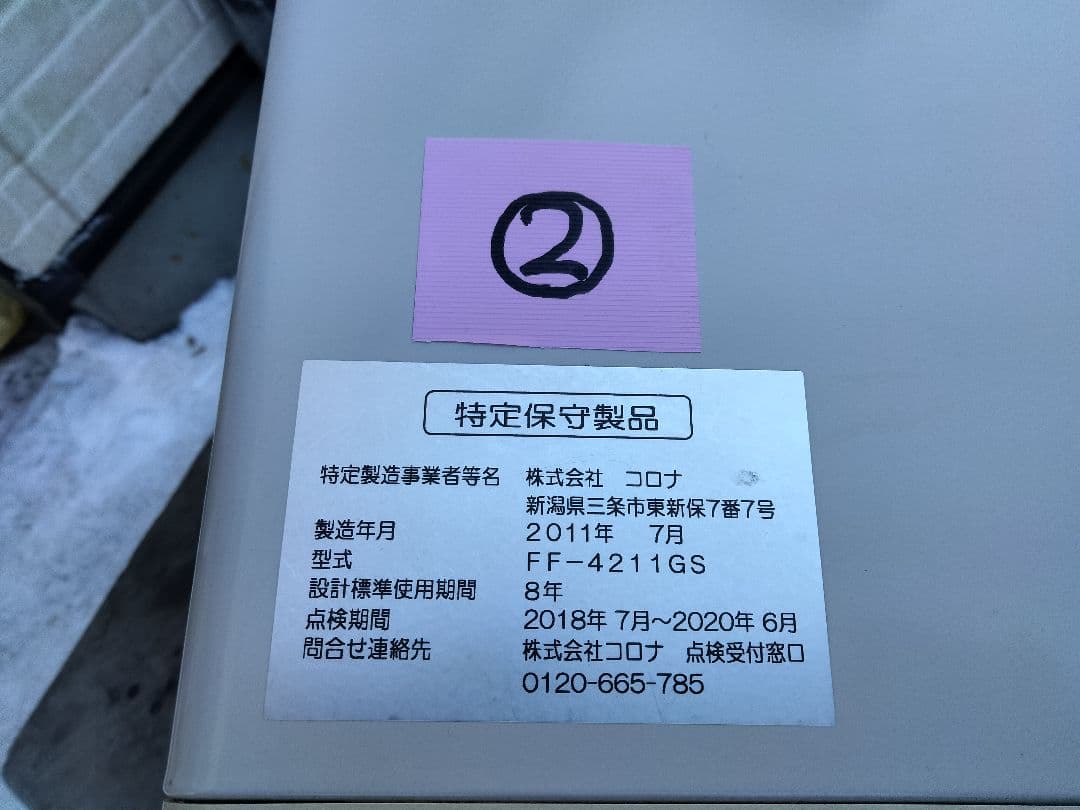 ②
特定保守製品
特定製造事業者等名 株式会社 コロナ
新潟県三条市東新保7番7号
製造年月 2011年 7月
型式 FF-4211GS
設計標準使用期間 8年
点検期間 2018年 7月~2020年 6月
問合せ連絡先 株式会社コロナ 点検受付窓口
0120-665-785